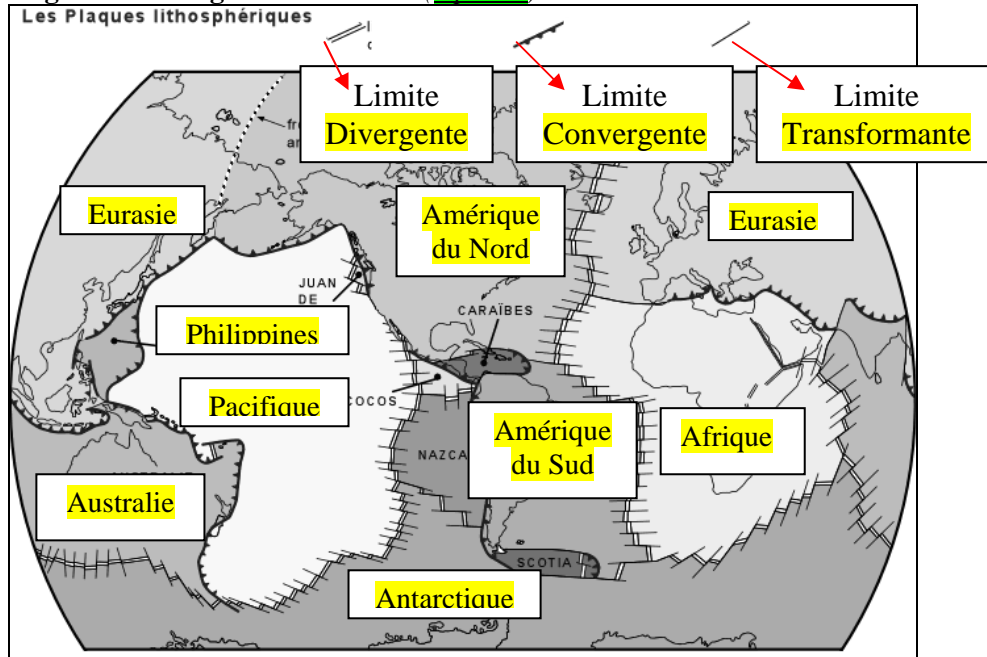 Les Plaques lithosphériques
Limite
Divergente
Limite
Convergente
Limite
Transformante
Eurasie
Amérique
du Nord
Eurasie
JUAN
DE
CARAÏBES
Philippines
Pacifique
COCOS
Amérique
du Sud
Afrique
NAZCA
Australie
SCOTIA
Antarctique